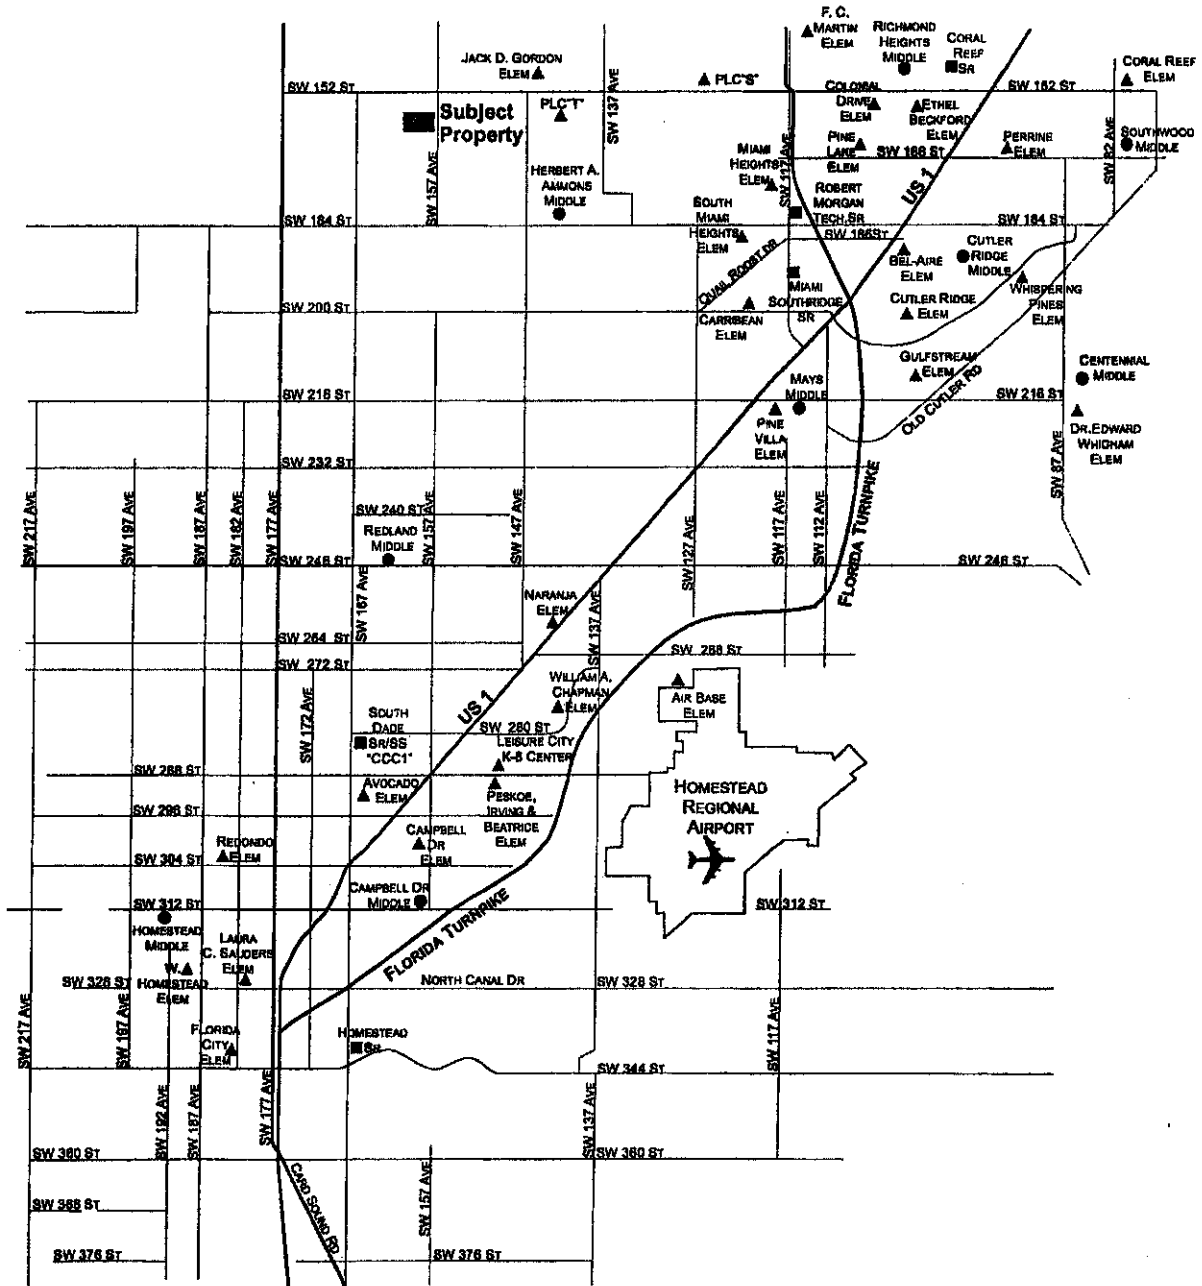 F. C.
MARTIN
ELEM
RICHMOND
HEIGHTS
MIDDLE
CORAL
REEF
SR
JACK D. GORDON
ELEM
CORAL REEF
ELEM
PLC"S"
SW 152 ST
SW 152 ST
PLC"T"
SW 137 AVE
COLONIAL
DRIVE
ELEM
ETHEL
BECKFORD
ELEM
Subject
Property
SW 157 AVE
HERBERT A.
AMMONS
MIDDLE
MIAMI
HEIGHTS
ELEM
SW 117 AVE
PINE
LAKE
ELEM
SW 168 ST
PERRINE
ELEM
SW 82 AVE
SOUTHWOOD
MIDDLE
US 1
ROBERT
MORGAN
TECH.SR
SOUTH
MIAMI
HEIGHTS
ELEM
SW 184 ST
SW 184 ST
SW 186ST
QUAIL ROOST DR
BEL-AIRE
ELEM
CUTLER
RIDGE
MIDDLE
MIAMI
SOUTHRIDGE
SR
CARRIBEAN
ELEM
CUTLER RIDGE
ELEM
WHISPERING
PINES
ELEM
SW 200 ST
GULFSTREAM
ELEM
CENTENNIAL
MIDDLE
MAYS
MIDDLE
SW 216 ST
SW 216 ST
OLD CUTLER RD
PINE
VILLA
ELEM
DR.EDWARD
WHIGHAM
ELEM
SW 87 AVE
SW 232 ST
SW 217 AVE
SW 197 AVE
SW 187 AVE
SW 182 AVE
SW 177 AVE
SW 240 ST
SW 157 AVE
SW 147 AVE
SW 127 AVE
SW 117 AVE
SW 112 AVE
FLORIDA TURNPIKE
REDLAND
MIDDLE
SW 248 ST
SW 248 ST
SW 167 AVE
NARANJA
ELEM
SW 137 AVE
SW 264 ST
SW 268 ST
SW 272 ST
SW 172 AVE
US 1
WILLIAM A.
CHAPMAN
ELEM
AIR BASE
ELEM
SOUTH
DADE
SR/SS
"CCC1"
SW 280 ST
LEISURE CITY
K-8 CENTER
SW 288 ST
AVOCADO
ELEM
PESKOE,
IRVING &
BEATRICE
ELEM
HOMESTEAD
REGIONAL
AIRPORT
SW 296 ST
REDONDO
ELEM
CAMPBELL
DR
ELEM
SW 304 ST
CAMPBELL DR
MIDDLE
SW 312 ST
SW 312 ST
HOMESTEAD
MIDDLE
LAURA
C. SAUDERS
ELEM
FLORIDA TURNPIKE
W.
HOMESTEAD
ELEM
SW 328 ST
NORTH CANAL DR
SW 328 ST
SW 217 AVE
SW 197 AVE
FLORIDA
CITY
ELEM
HOMESTEAD
SR
SW 117 AVE
SW 344 ST
SW 192 AVE
SW 187 AVE
SW 177 AVE
SW 137 AVE
SW 360 ST
SW 360 ST
CARD SOUND RD
SW 157 AVE
SW 368 ST
SW 376 ST
SW 376 ST